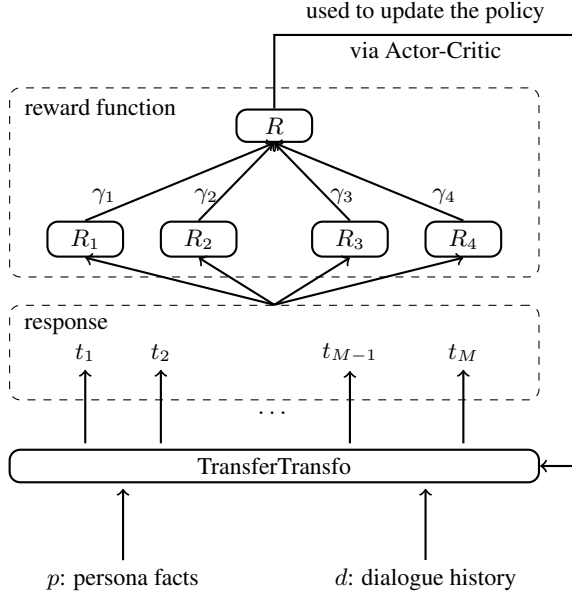 used to update the policy
via Actor-Critic
reward function
R
γ1 γ2 γ3 γ4
R1 R2 R3 R4
response
t1 t2 tM−1 tM
...
TransferTransfo
p: persona facts d: dialogue history